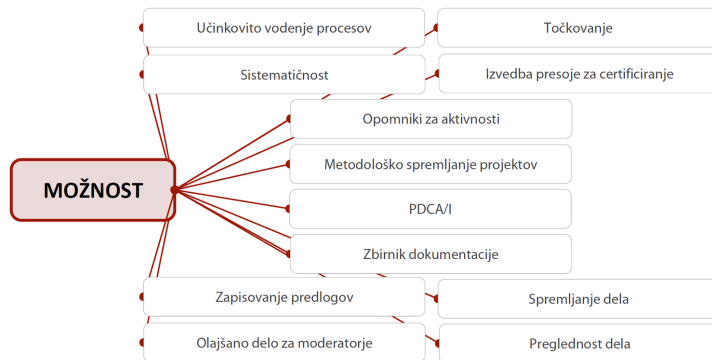 Učinkovito vodenje procesov
Točkovanje
Sistematičnost
Izvedba presoje za certificiranje
Opomniki za aktivnosti
Metodološko spremljanje projektov
MOŽNOST
PDCA/I
Zbirnik dokumentacije
Zapisovanje predlogov
Spremljanje dela
Olajšano delo za moderatorje
Preglednost dela